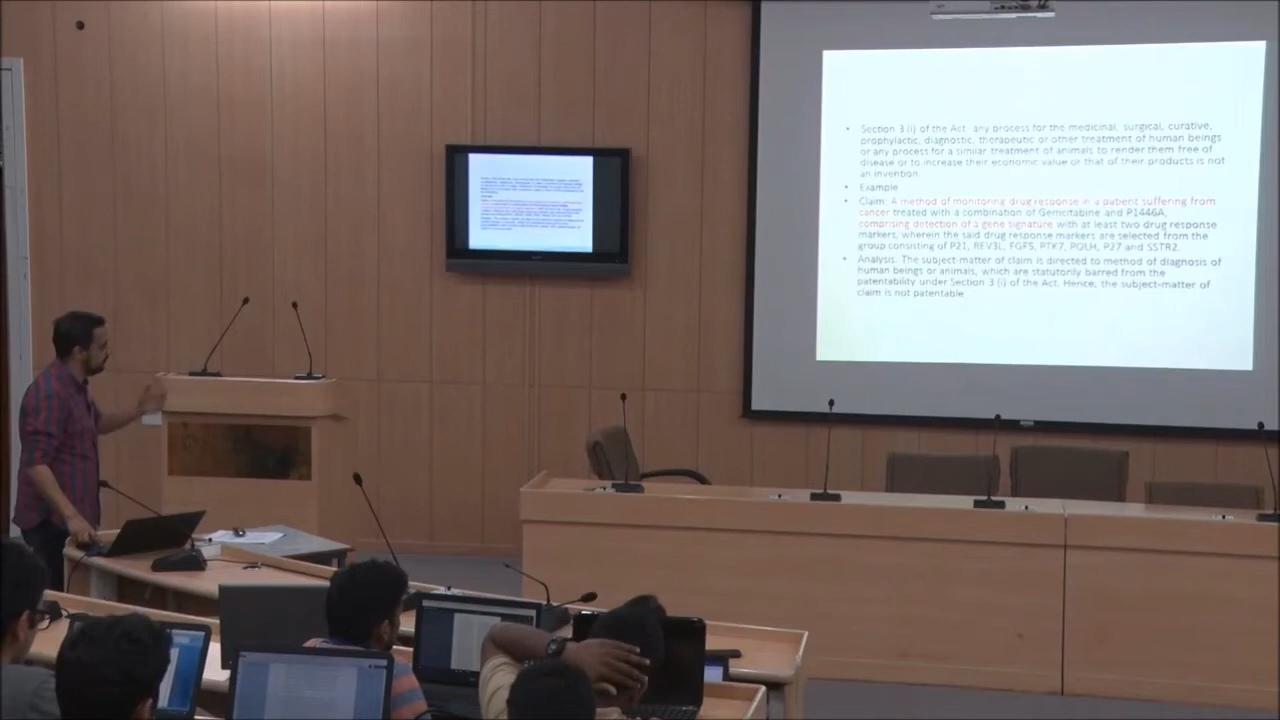 • Section 3 (i) of the Act: any process for the medicinal, surgical, curative,
prophylactic, diagnostic, therapeutic or other treatment of human beings
or any process for a similar treatment of animals to render them free of
disease or to increase their economic value or that of their products is not
an invention.
• Example
• Claim: A method of monitoring drug response in a patient suffering from
cancer treated with a combination of Gemcitabine and P1446A,
comprising detection of a gene signature with at least two drug response
markers, wherein the said drug response markers are selected from the
group consisting of P21, REV3L, FGF5, PTK7, POLH, P27 and SSTR2.
• Analysis: The subject-matter of claim is directed to method of diagnosis of
human beings or animals, which are statutorily barred from the
patentability under Section 3 (i) of the Act. Hence, the subject-matter of
claim is not patentable